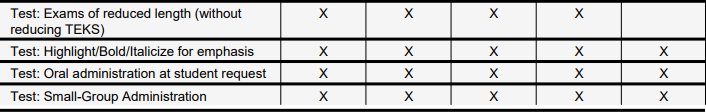 Test: Exams of reduced length (without X X X X
reducing TEKS)
Test: Highlight/Bold/Italicize for emphasis X X X X X
Test: Oral administration at student request X X X X X
Test: Small-Group Administration X X X X X